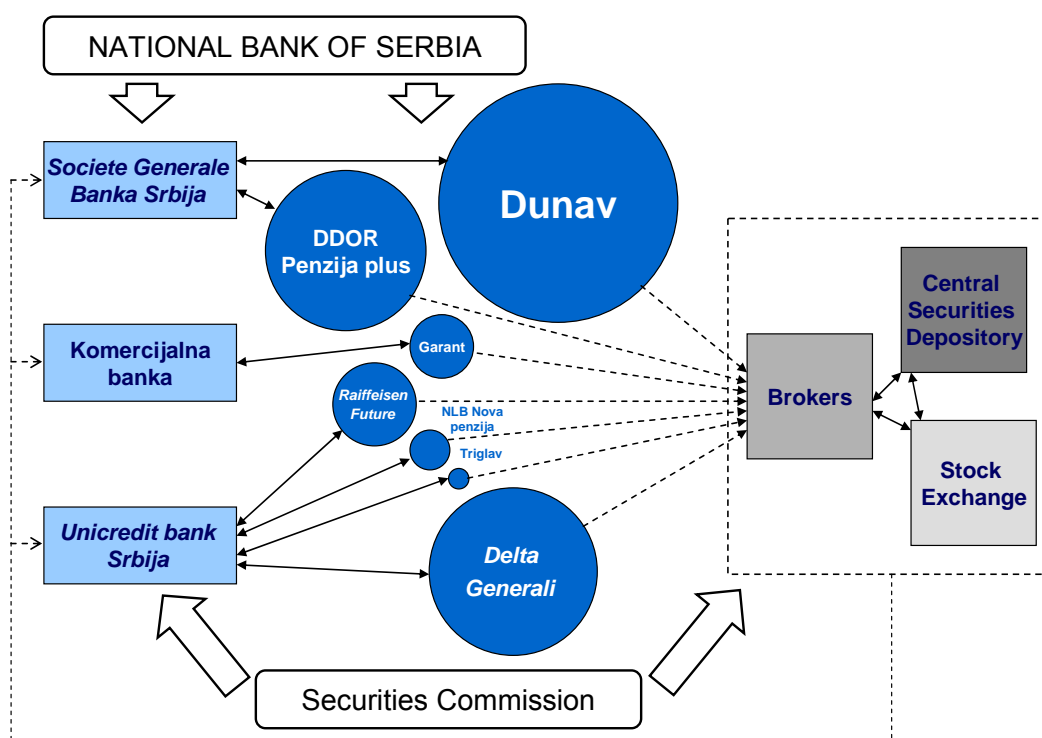 NATIONAL BANK OF SERBIA
Societe Generale
Banka Srbija
Dunav
DDOR
Penzija plus
Central
Securities
Depository
Komercijalna
banka
Garant
Raiffeisen
Future
NLB Nova
penzija
Triglav
Brokers
Stock
Exchange
Unicredit bank
Srbija
Delta
Generali
Securities Commission